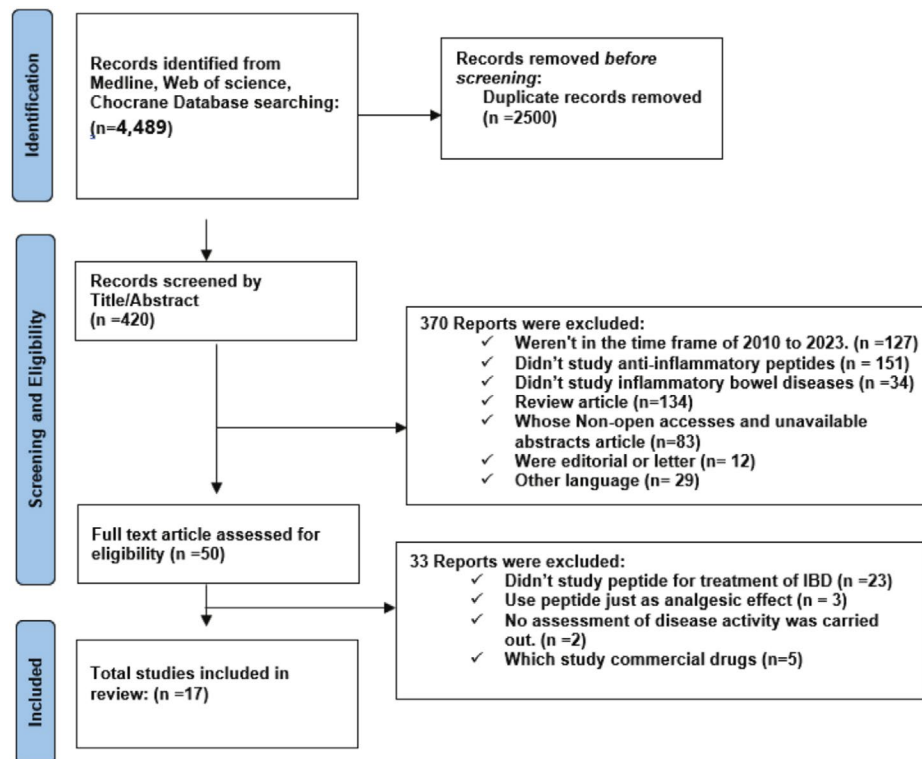 Identification
Records identified from
Medline, Web of science,
Chocrane Database searching:
(n=4,489)
Records removed before
screening:
Duplicate records removed
(n =2500)
Screening and Eligibility
Records screened by
Title/Abstract
(n =420)
370 Reports were excluded:
✓ Weren't in the time frame of 2010 to 2023. (n =127)
✓ Didn't study anti-inflammatory peptides (n = 151)
✓ Didn't study inflammatory bowel diseases (n =34)
✓ Review article (n=134)
✓ Whose Non-open accesses and unavailable
abstracts article (n=83)
✓ Were editorial or letter (n= 12)
✓ Other language (n= 29)
Full text article assessed for
eligibility (n =50)
33 Reports were excluded:
✓ Didn't study peptide for treatment of IBD (n =23)
✓ Use peptide just as analgesic effect (n = 3)
✓ No assessment of disease activity was carried
out. (n =2)
✓ Which study commercial drugs (n=5)
Included
Total studies included in
review: (n =17)